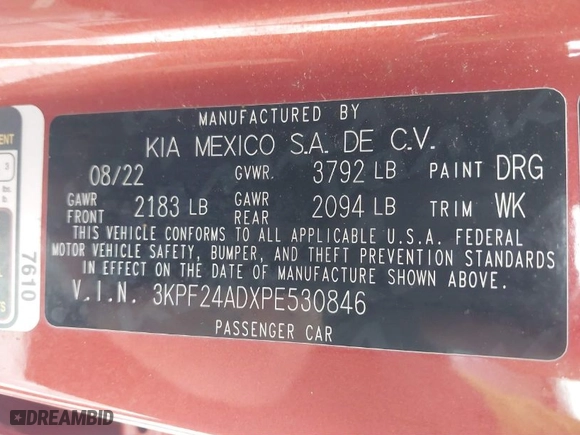 MANUFACTURED BY
KIA MEXICO S.A. DE C.V.
08/22 GVWR. 3792 LB PAINT DRG
GAWR FRONT 2183 LB GAWR REAR 2094 LB TRIM WK
THIS VEHICLE CONFORMS TO ALL APPLICABLE U.S.A. FEDERAL
MOTOR VEHICLE SAFETY, BUMPER, AND THEFT PREVENTION STANDARDS
IN EFFECT ON THE DATE OF MANUFACTURE SHOWN ABOVE.
V.I.N. 3KPF24ADXPE530846
PASSENGER CAR
7610
DREAMBID